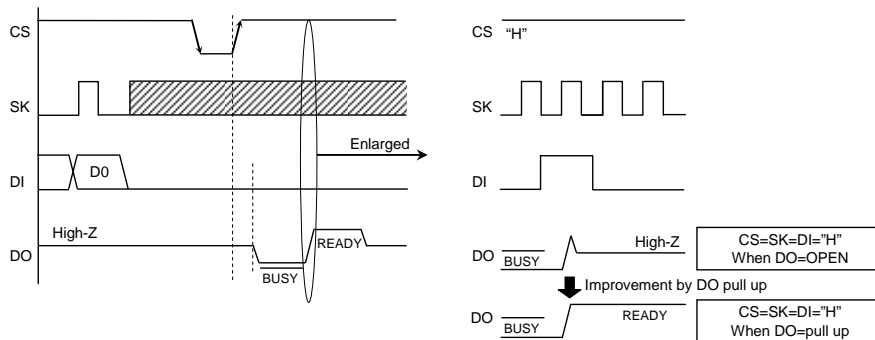 CS
SK
DI
D0
High-Z
DO
BUSY
READY
Enlarged
CS
“H”
SK
DI
DO
BUSY
High-Z
CS=SK=DI=”H”
When DO=OPEN
Improvement by DO pull up
DO
BUSY
READY
CS=SK=DI=”H”
When DO=pull up